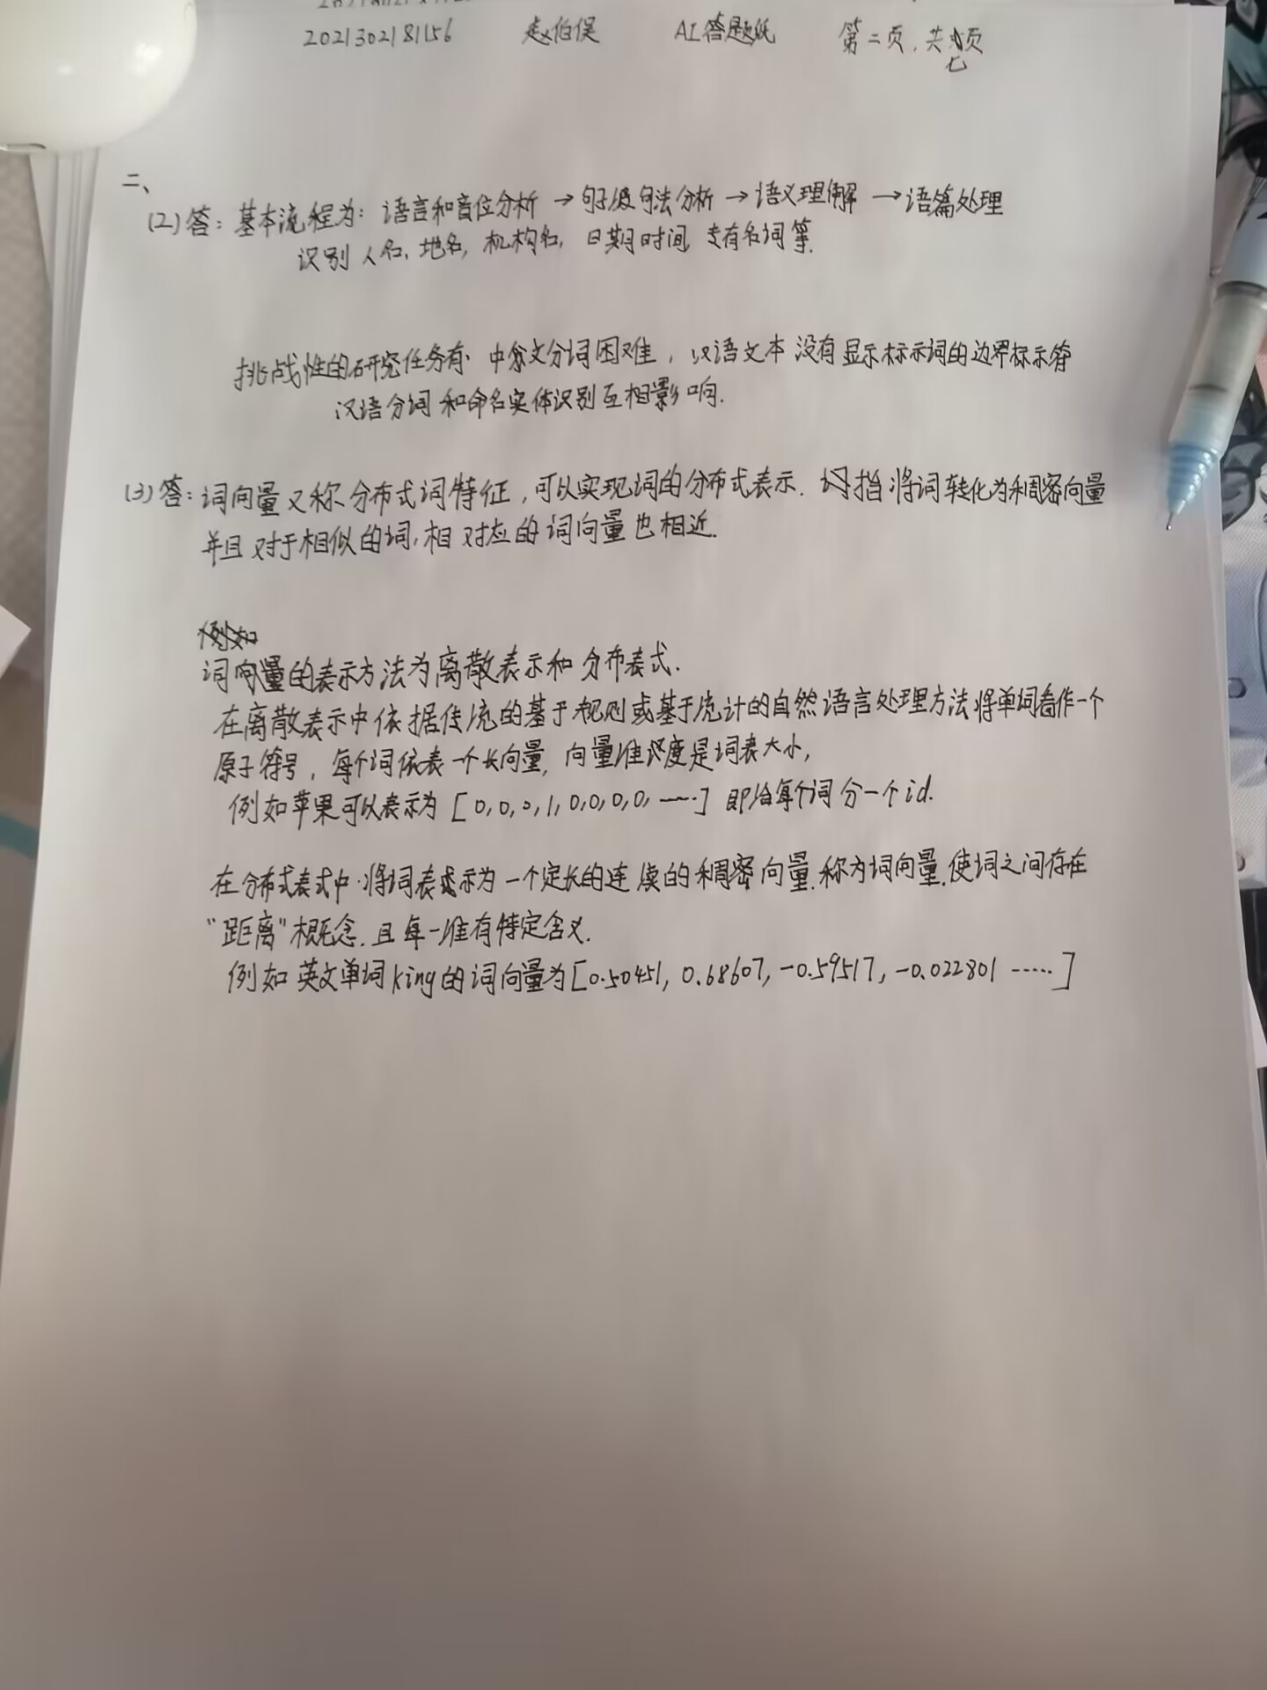 2021302181156 赵伯俣 AI答题纸 第二页,共七页
二、
(2)答:基本流程为:语言和音位分析→句子级句法分析→语义理解→语篇处理
识别人名,地名,机构名,日期时间,专有名词等.
挑战性的研究任务有:中文分词困难,汉语文本没有显示标示词的边界标示符
汉语分词和命名实体识别互相影响.
(3)答:词向量又称分布式词特征,可以实现词的分布式表示.指将词转化为稠密向量
并且对于相似的词,相对应的词向量也相近.
词向量的表示方法为离散表示和分布表式.
在离散表示中依据传统的基于规则或基于统计的自然语言处理方法将单词看作一个
原子符号,每个词依表一个长向量,向量维度是词表大小,
例如苹果可以表示为[0,0,0,1,0,0,0,0,……]即给每个词分一个id.
在分布式表式中.将词表示为一个定长的连续的稠密向量.称为词向量.使词之间存在
“距离”概念.且每一维有特定含义.
例如英文单词king的词向量为[0.50451, 0.68607, -0.59517, -0.022801 ……]